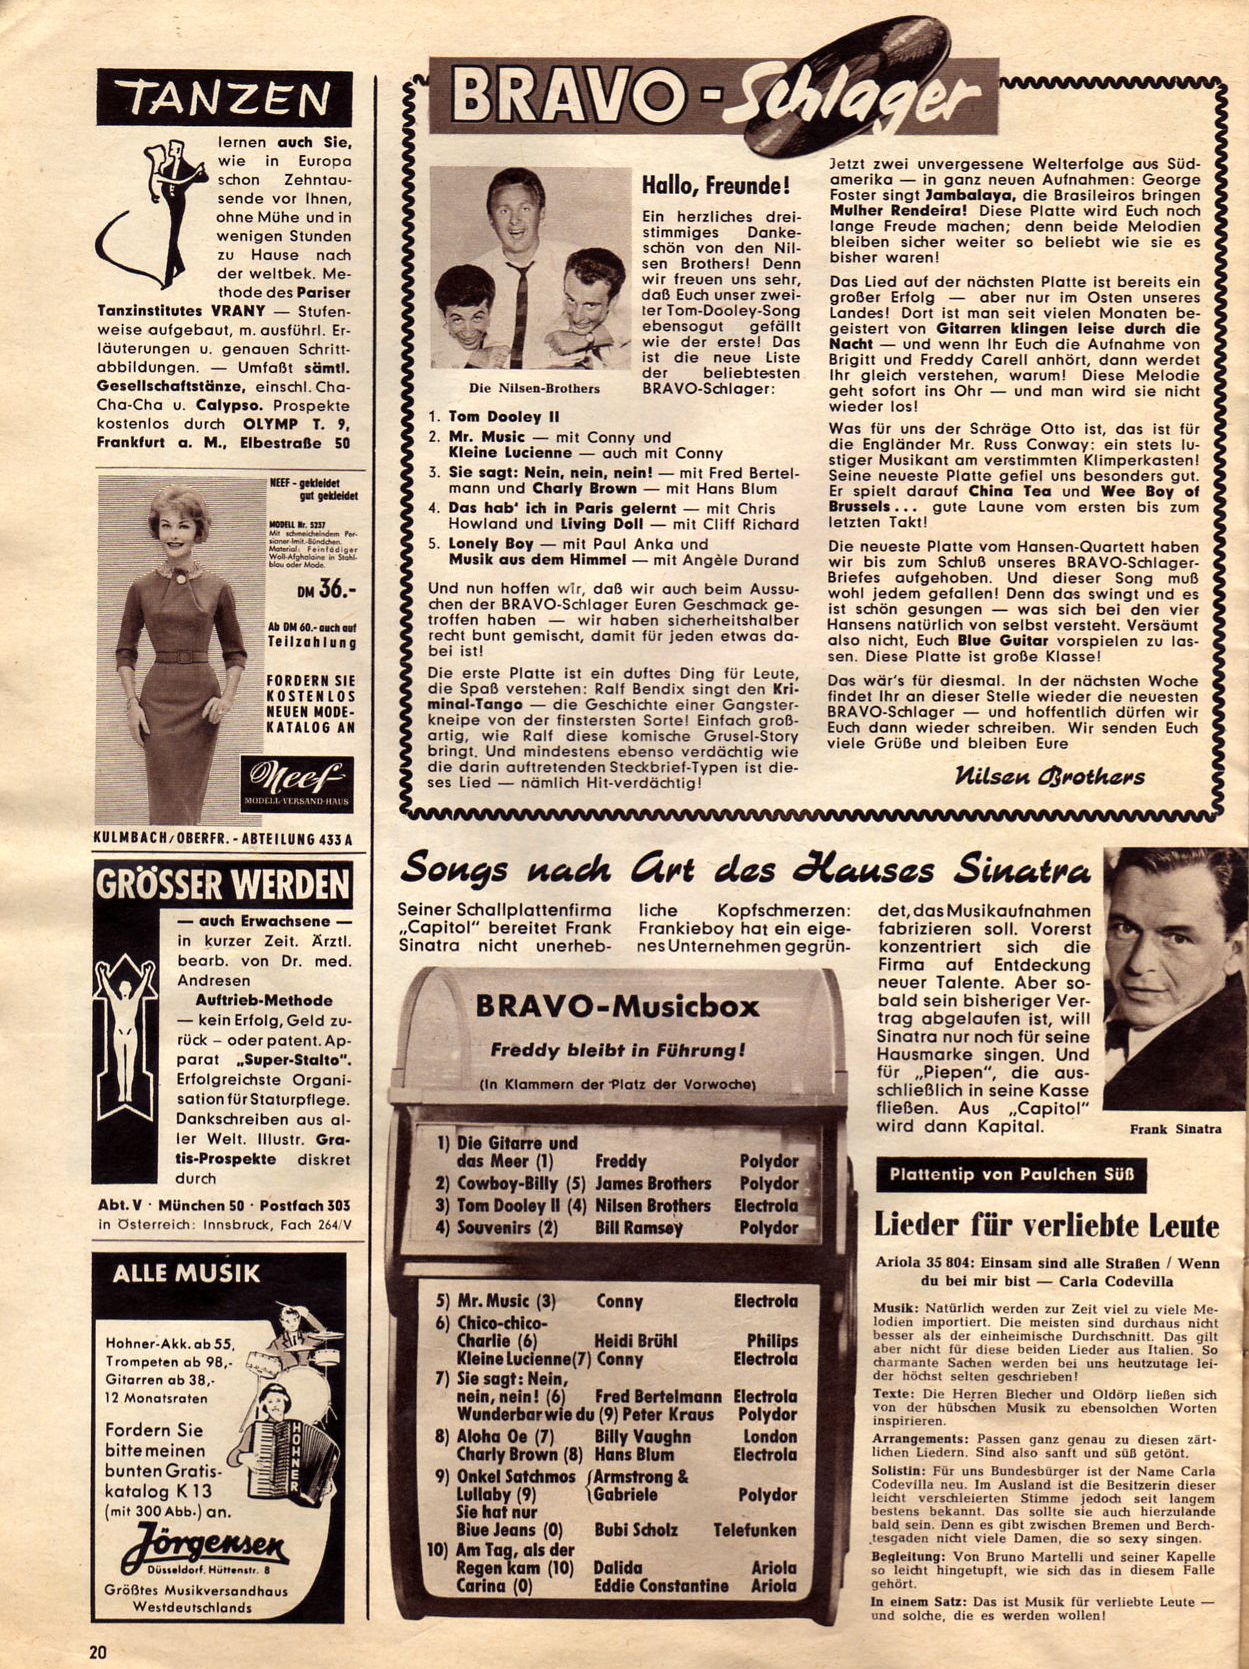 TANZEN
lernen auch Sie,
wie in Europa
schon Zehntau-
sende vor Ihnen,
ohne Mühe und in
wenigen Stunden
zu Hause nach
der weltbek. Me-
thode des Pariser
Tanzinstitutes VRANY — Stufen-
weise aufgebaut, m. ausführl. Er-
läuterungen u. genauen Schritt-
abbildungen. — Umfaßt sämtl.
Gesellschaftstänze, einschl. Cha-
Cha-Cha u. Calypso. Prospekte
kostenlos durch OLYMP T. 9,
Frankfurt a. M., Elbestraße 50
NEEF - gekleidet
gut gekleidet
MODELL Nr. 5237
Mit schmeichelndem Per-
sianer-Imit.-Bündchen.
Material: Feinfädiger
Woll-Afghalaine in Stahl-
blau oder Mode.
DM 36.-
Ab DM 60.- auch auf
Teilzahlung
FORDERN SIE
KOSTENLOS
NEUEN MODE-
KATALOG AN
Neef
MODELL-VERSAND-HAUS
KULMBACH/OBERFR. - ABTEILUNG 433 A
GRÖSSER WERDEN
— auch Erwachsene —
in kurzer Zeit. Ärztl.
bearb. von Dr. med.
Andresen
Auftrieb-Methode
— kein Erfolg, Geld zu-
rück – oder patent. Ap-
parat „Super-Stalto".
Erfolgreichste Organi-
sation für Staturpflege.
Dankschreiben aus al-
ler Welt. Illustr. Gra-
tis-Prospekte diskret
durch
Abt. V · München 50 · Postfach 303
in Österreich: Innsbruck, Fach 264/V
ALLE MUSIK
Hohner-Akk. ab 55,
Trompeten ab 98,-
Gitarren ab 38,-
12 Monatsraten
Fordern Sie
bitte meinen
bunten Gratis-
katalog K 13
(mit 300 Abb.) an.
HOHNER
Jörgensen
Düsseldorf, Hüttenstr. 8
Größtes Musikversandhaus
Westdeutschlands
20
BRAVO-Schlager
Die Nilsen-Brothers
Hallo, Freunde!
Ein herzliches drei-
stimmiges Danke-
schön von den Nil-
sen Brothers! Denn
wir freuen uns sehr,
daß Euch unser zwei-
ter Tom-Dooley-Song
ebensogut gefällt
wie der erste! Das
ist die neue Liste
der beliebtesten
BRAVO-Schlager:
1. Tom Dooley II
2. Mr. Music — mit Conny und
Kleine Lucienne — auch mit Conny
3. Sie sagt: Nein, nein, nein! — mit Fred Bertel-
mann und Charly Brown — mit Hans Blum
4. Das hab' ich in Paris gelernt — mit Chris
Howland und Living Doll — mit Cliff Richard
5. Lonely Boy — mit Paul Anka und
Musik aus dem Himmel — mit Angèle Durand
Und nun hoffen wir, daß wir auch beim Aussu-
chen der BRAVO-Schlager Euren Geschmack ge-
troffen haben — wir haben sicherheitshalber
recht bunt gemischt, damit für jeden etwas da-
bei ist!
Die erste Platte ist ein duftes Ding für Leute,
die Spaß verstehen: Ralf Bendix singt den Kri-
minal-Tango — die Geschichte einer Gangster-
kneipe von der finstersten Sorte! Einfach groß-
artig, wie Ralf diese komische Grusel-Story
bringt. Und mindestens ebenso verdächtig wie
die darin auftretenden Steckbrief-Typen ist die-
ses Lied — nämlich Hit-verdächtig!
Jetzt zwei unvergessene Welterfolge aus Süd-
amerika — in ganz neuen Aufnahmen: George
Foster singt Jambalaya, die Brasileiros bringen
Mulher Rendeira! Diese Platte wird Euch noch
lange Freude machen; denn beide Melodien
bleiben sicher weiter so beliebt wie sie es
bisher waren!
Das Lied auf der nächsten Platte ist bereits ein
großer Erfolg — aber nur im Osten unseres
Landes! Dort ist man seit vielen Monaten be-
geistert von Gitarren klingen leise durch die
Nacht — und wenn Ihr Euch die Aufnahme von
Brigitt und Freddy Carell anhört, dann werdet
Ihr gleich verstehen, warum! Diese Melodie
geht sofort ins Ohr — und man wird sie nicht
wieder los!
Was für uns der Schräge Otto ist, das ist für
die Engländer Mr. Russ Conway: ein stets lu-
stiger Musikant am verstimmten Klimperkasten!
Seine neueste Platte gefiel uns besonders gut.
Er spielt darauf China Tea und Wee Boy of
Brussels... gute Laune vom ersten bis zum
letzten Takt!
Die neueste Platte vom Hansen-Quartett haben
wir bis zum Schluß unseres BRAVO-Schlager-
Briefes aufgehoben. Und dieser Song muß
wohl jedem gefallen! Denn das swingt und es
ist schön gesungen — was sich bei den vier
Hansens natürlich von selbst versteht. Versäumt
also nicht, Euch Blue Guitar vorspielen zu las-
sen. Diese Platte ist große Klasse!
Das wär's für diesmal. In der nächsten Woche
findet Ihr an dieser Stelle wieder die neuesten
BRAVO-Schlager — und hoffentlich dürfen wir
Euch dann wieder schreiben. Wir senden Euch
viele Grüße und bleiben Eure
Nilsen Brothers
Songs nach Art des Hauses Sinatra
Seiner Schallplattenfirma
„Capitol" bereitet Frank
Sinatra nicht unerheb-
liche Kopfschmerzen:
Frankieboy hat ein eige-
nes Unternehmen gegrün-
det, das Musikaufnahmen
fabrizieren soll. Vorerst
konzentriert sich die
Firma auf Entdeckung
neuer Talente. Aber so-
bald sein bisheriger Ver-
trag abgelaufen ist, will
Sinatra nur noch für seine
Hausmarke singen. Und
für „Piepen", die aus-
schließlich in seine Kasse
fließen. Aus „Capitol"
wird dann Kapital.
Frank Sinatra
BRAVO-Musicbox
Freddy bleibt in Führung!
(In Klammern der Platz der Vorwoche)
1) Die Gitarre und
das Meer (1) Freddy Polydor
2) Cowboy-Billy (5) James Brothers Polydor
3) Tom Dooley II (4) Nilsen Brothers Electrola
4) Souvenirs (2) Bill Ramsey Polydor
5) Mr. Music (3) Conny Electrola
6) Chico-chico-
Charlie (6) Heidi Brühl Philips
Kleine Lucienne (7) Conny Electrola
7) Sie sagt: Nein,
nein, nein! (6) Fred Bertelmann Electrola
Wunderbar wie du (9) Peter Kraus Polydor
8) Aloha Oe (7) Billy Vaughn London
Charly Brown (8) Hans Blum Electrola
9) Onkel Satchmos {Armstrong &
Lullaby (9) Gabriele Polydor
Sie hat nur
Blue Jeans (0) Bubi Scholz Telefunken
10) Am Tag, als der
Regen kam (10) Dalida Ariola
Carina (0) Eddie Constantine Ariola
Plattentip von Paulchen Süß
Lieder für verliebte Leute
Ariola 35 804: Einsam sind alle Straßen / Wenn
du bei mir bist — Carla Codevilla
Musik: Natürlich werden zur Zeit viel zu viele Me-
lodien importiert. Die meisten sind durchaus nicht
besser als der einheimische Durchschnitt. Das gilt
aber nicht für diese beiden Lieder aus Italien. So
charmante Sachen werden bei uns heutzutage lei-
der höchst selten geschrieben!
Texte: Die Herren Blecher und Oldörp ließen sich
von der hübschen Musik zu ebensolchen Worten
inspirieren.
Arrangements: Passen ganz genau zu diesen zärt-
lichen Liedern. Sind also sanft und süß getönt.
Solistin: Für uns Bundesbürger ist der Name Carla
Codevilla neu. Im Ausland ist die Besitzerin dieser
leicht verschleierten Stimme jedoch seit langem
bestens bekannt. Das sollte sie auch hierzulande
bald sein. Denn es gibt zwischen Bremen und Berch-
tesgaden nicht viele Damen, die so sexy singen.
Begleitung: Von Bruno Martelli und seiner Kapelle
so leicht hingetupft, wie sich das in diesem Falle
gehört.
In einem Satz: Das ist Musik für verliebte Leute —
und solche, die es werden wollen!